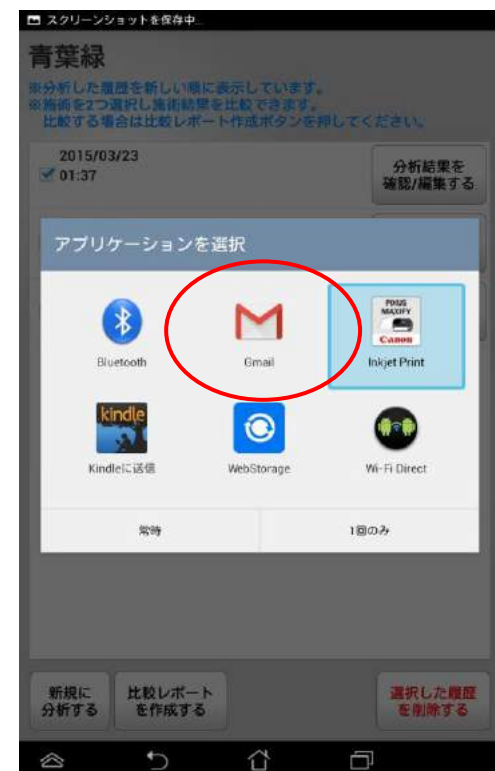 スクリーンショットを保存中...
青葉緑
※分析した履歴を新しい順に表示しています。
※施術を2つ選択し施術結果を比較できます。
比較する場合は比較レポート作成ボタンを押してください。
2015/03/23
01:37
分析結果を
確認/編集する
アプリケーションを選択
Bluetooth
Gmail
PIXUS
MAXIFY
Canon
Inkjet Print
kindle
Kindleに送信
WebStorage
Wi-Fi Direct
常時
1回のみ
新規に
分析する
比較レポート
を作成する
選択した履歴
を削除する